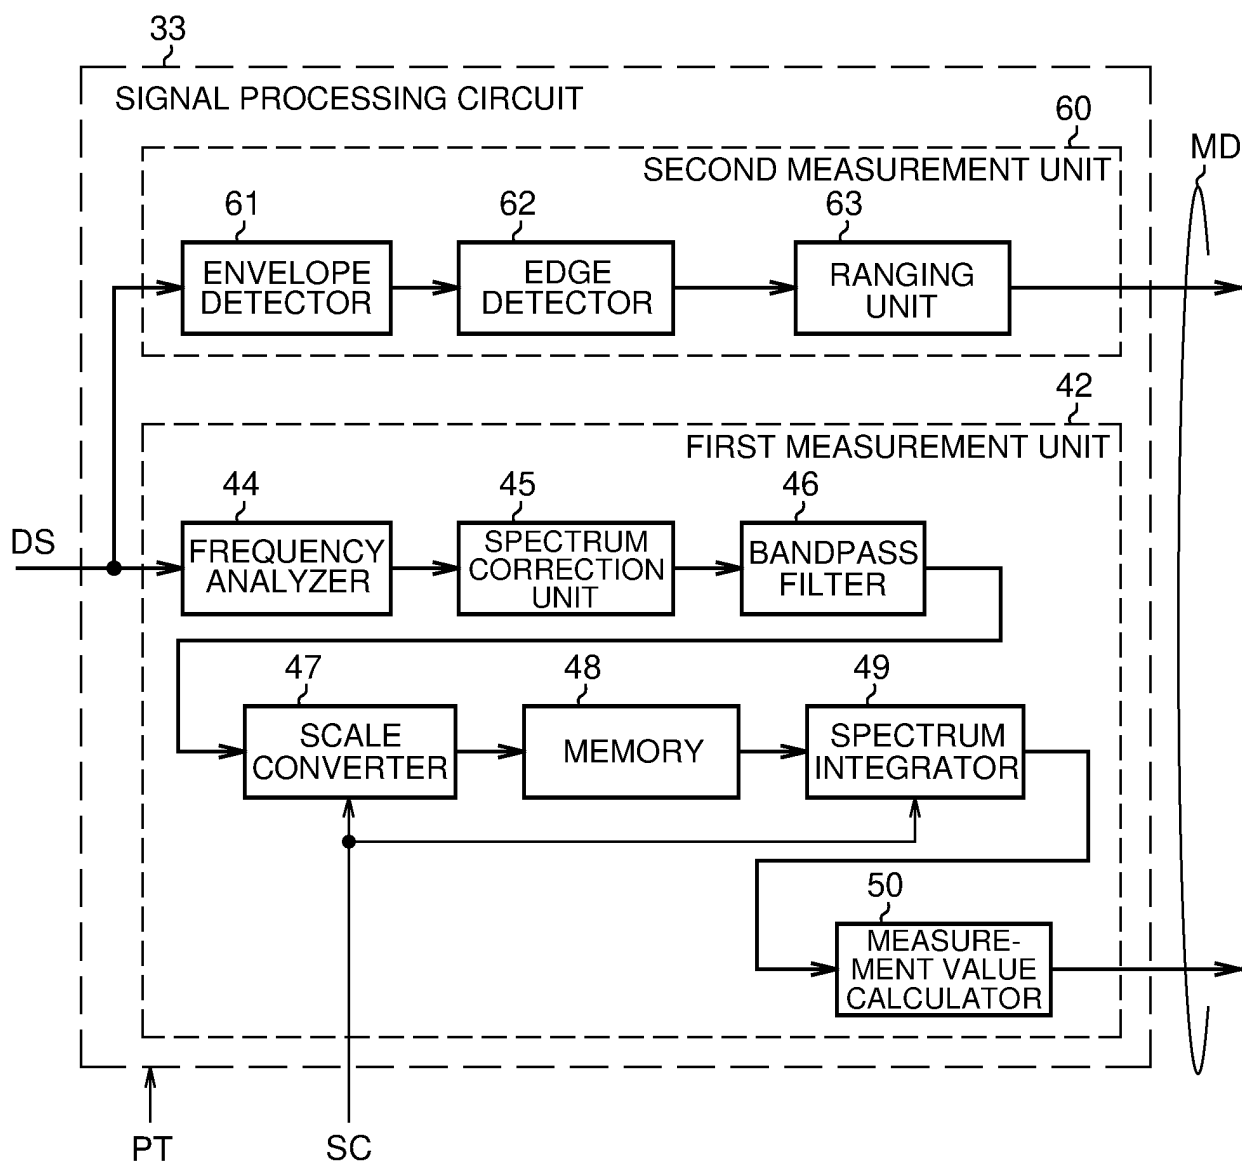 33
SIGNAL PROCESSING CIRCUIT
60
SECOND MEASUREMENT UNIT
MD
61
ENVELOPE
DETECTOR
62
EDGE
DETECTOR
63
RANGING
UNIT
42
FIRST MEASUREMENT UNIT
DS
44
FREQUENCY
ANALYZER
45
SPECTRUM
CORRECTION
UNIT
46
BANDPASS
FILTER
47
SCALE
CONVERTER
48
MEMORY
49
SPECTRUM
INTEGRATOR
50
MEASURE-
MENT VALUE
CALCULATOR
PT
SC